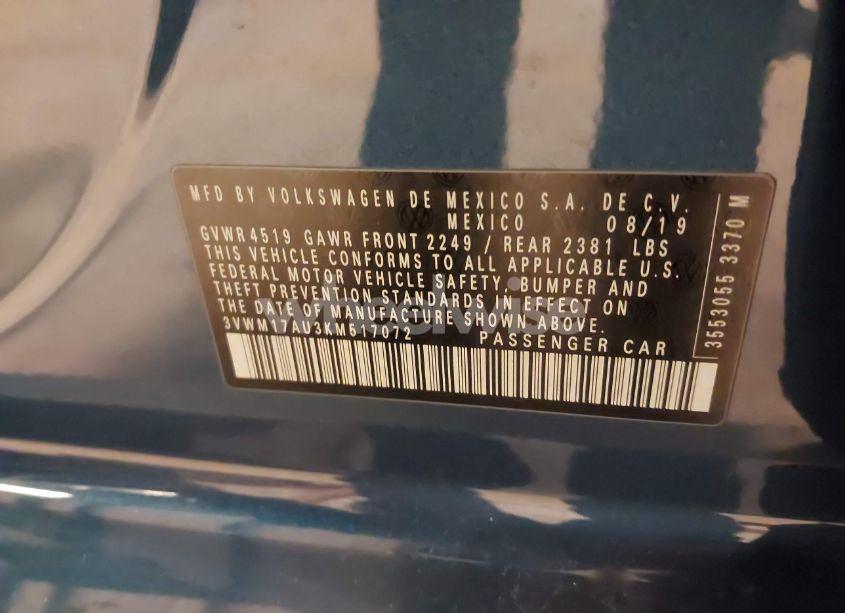 MFD BY VOLKSWAGEN DE MEXICO S.A. DE C.V.
MEXICO 08/19
GVWR 4519 GAWR FRONT 2249 / REAR 2381 LBS
THIS VEHICLE CONFORMS TO ALL APPLICABLE U.S.
FEDERAL MOTOR VEHICLE SAFETY, BUMPER AND
THEFT PREVENTION STANDARDS IN EFFECT ON
THE DATE OF MANUFACTURE SHOWN ABOVE.
3VWM17AU3KM517072 PASSENGER CAR
3553055 3370 M
wheelwise